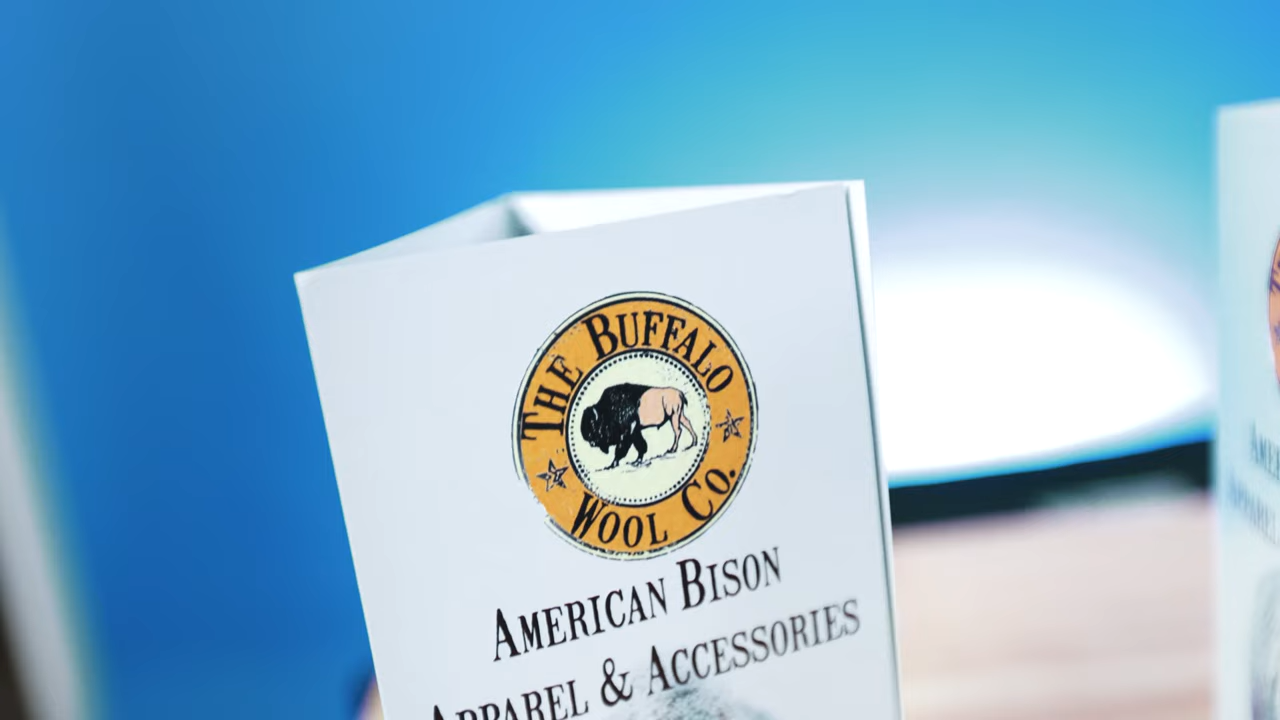 THE BUFFALO
WOOL CO.
AMERICAN BISON
APPAREL & ACCESSORIES